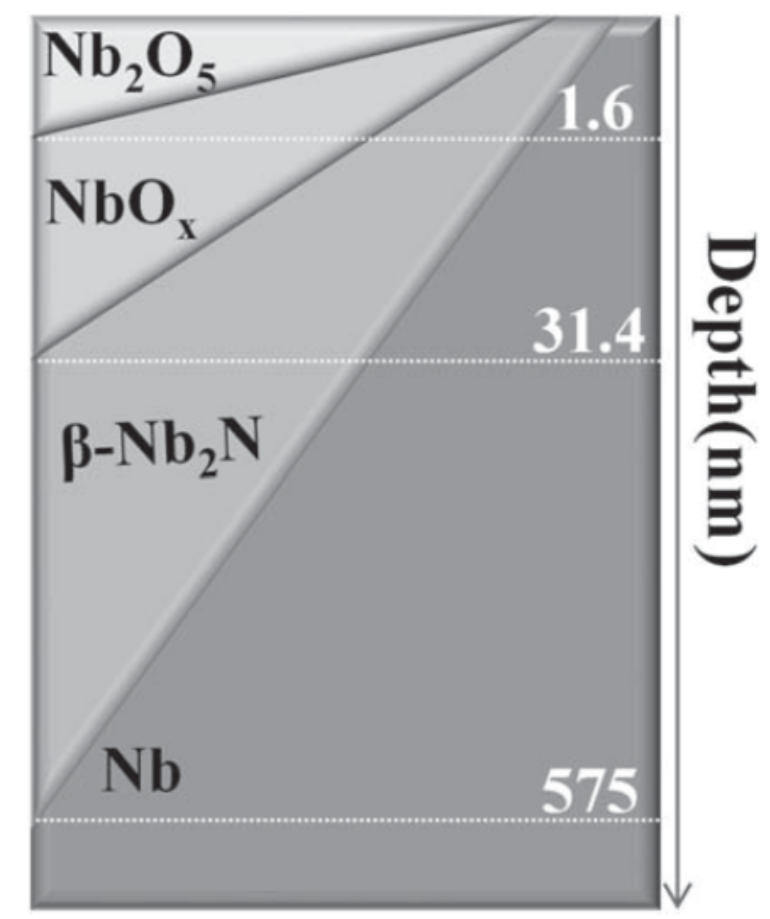 Nb₂O₅
1.6
NbOₓ
Depth(nm)
31.4
β-Nb₂N
Nb
575